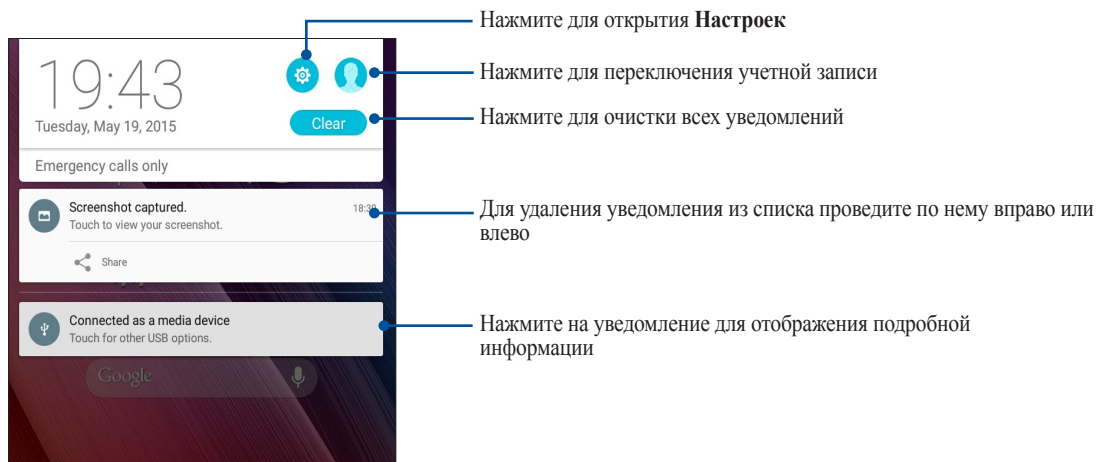 Нажмите для открытия Настроек
19:43
Нажмите для переключения учетной записи
Tuesday, May 19, 2015
Clear
Нажмите для очистки всех уведомлений
Emergency calls only
Screenshot captured.
18:39
Touch to view your screenshot.
Для удаления уведомления из списка проведите по нему вправо или
влево
Share
Connected as a media device
Touch for other USB options.
Нажмите на уведомление для отображения подробной
информации
Google